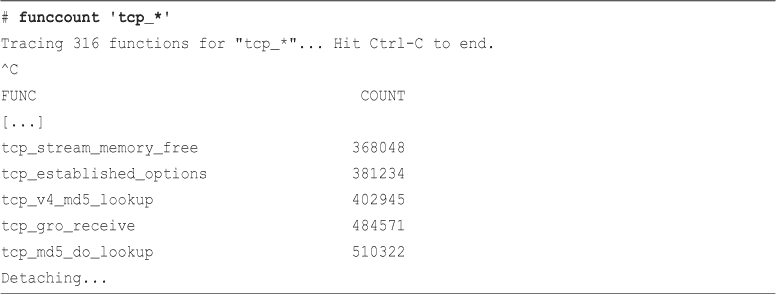 # funccount 'tcp_*'
Tracing 316 functions for "tcp_*"... Hit Ctrl-C to end.
^C
FUNC                                    COUNT
[...]
tcp_stream_memory_free                 368048
tcp_established_options                381234
tcp_v4_md5_lookup                      402945
tcp_gro_receive                        484571
tcp_md5_do_lookup                      510322
Detaching...